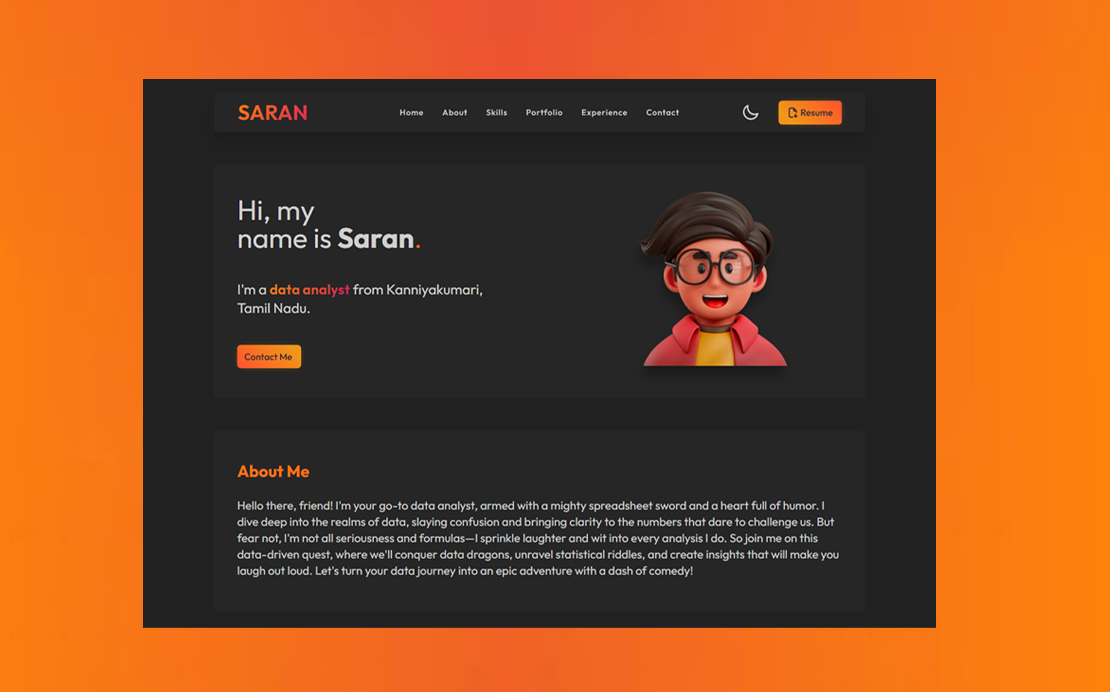 SARAN
Home About Skills Portfolio Experience Contact
Resume
Hi, my
name is Saran.
I'm a data analyst from Kanniyakumari,
Tamil Nadu.
Contact Me
About Me
Hello there, friend! I'm your go-to data analyst, armed with a mighty spreadsheet sword and a heart full of humor. I
dive deep into the realms of data, slaying confusion and bringing clarity to the numbers that dare to challenge us. But
fear not, I'm not all seriousness and formulas—I sprinkle laughter and wit into every analysis I do. So join me on this
data-driven quest, where we'll conquer data dragons, unravel statistical riddles, and create insights that will make you
laugh out loud. Let's turn your data journey into an epic adventure with a dash of comedy!